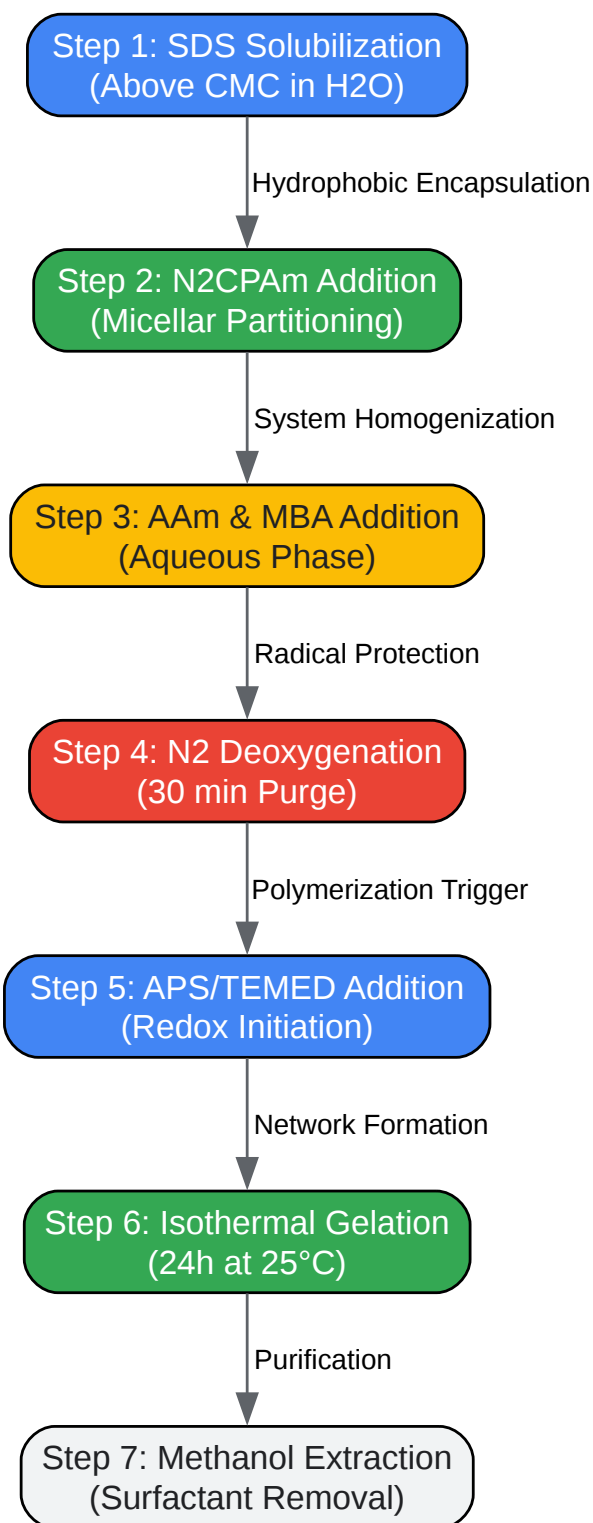 Step 1: SDS Solubilization
(Above CMC in H2O)
Hydrophobic Encapsulation
Step 2: N2CPAm Addition
(Micellar Partitioning)
System Homogenization
Step 3: AAm & MBA Addition
(Aqueous Phase)
Radical Protection
Step 4: N2 Deoxygenation
(30 min Purge)
Polymerization Trigger
Step 5: APS/TEMED Addition
(Redox Initiation)
Network Formation
Step 6: Isothermal Gelation
(24h at 25°C)
Purification
Step 7: Methanol Extraction
(Surfactant Removal)